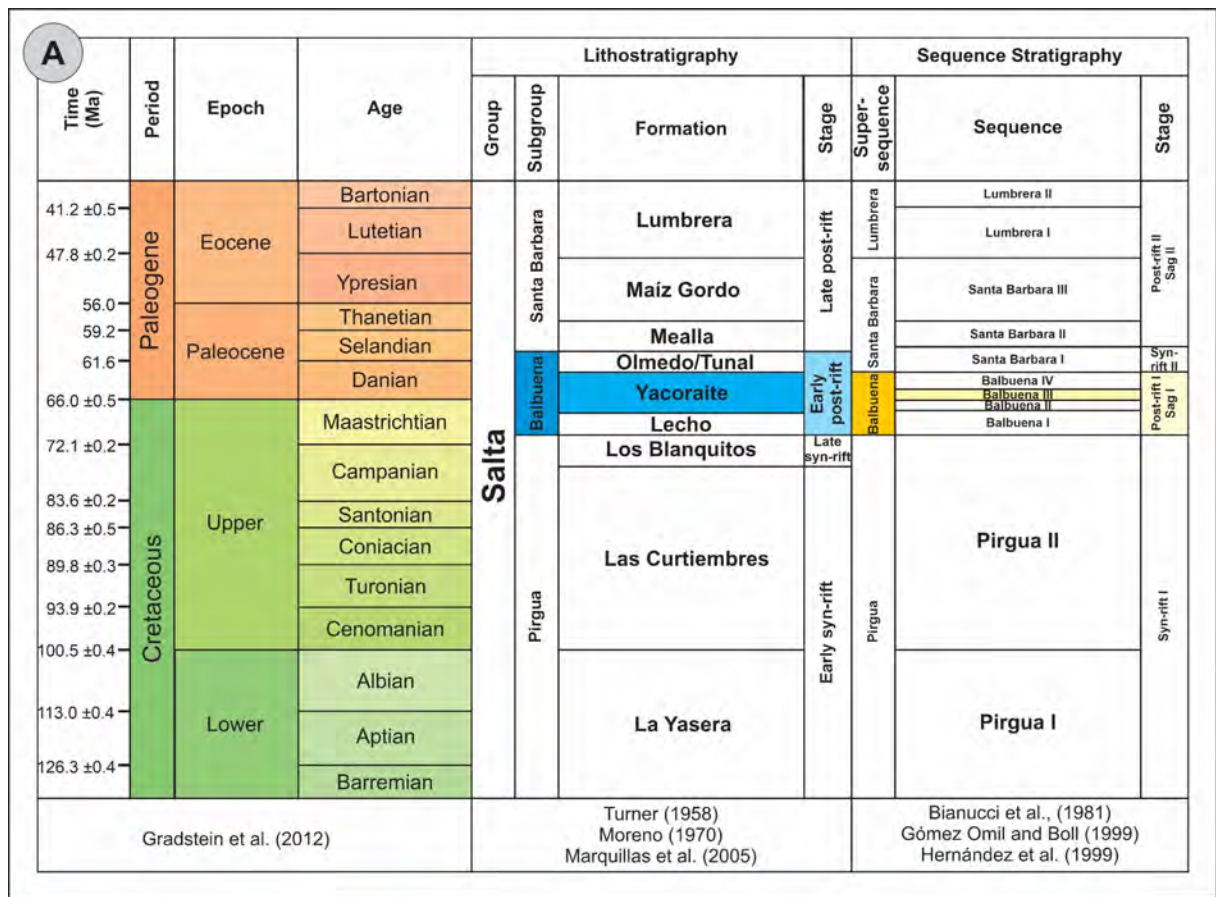 A
Lithostratigraphy
Sequence Stratigraphy
Time
(Ma)
Period
Epoch
Age
Group
Subgroup
Formation
Stage
Super-
sequence
Sequence
Stage
41.2 ±0.5
47.8 ±0.2
56.0
59.2
61.6
66.0 ±0.5
72.1 ±0.2
83.6 ±0.2
86.3 ±0.5
89.8 ±0.3
93.9 ±0.2
100.5 ±0.4
113.0 ±0.4
126.3 ±0.4
Paleogene
Cretaceous
Eocene
Paleocene
Upper
Lower
Bartonian
Lutetian
Ypresian
Thanetian
Selandian
Danian
Maastrichtian
Campanian
Santonian
Coniacian
Turonian
Cenomanian
Albian
Aptian
Barremian
Salta
Santa Barbara
Balbuena
Pirgua
Lumbrera
Maíz Gordo
Mealla
Olmedo/Tunal
Yacoraite
Lecho
Los Blanquitos
Las Curtiembres
La Yasera
Late post-rift
Early
post-rift
Late
syn-rift
Early syn-rift
Lumbrera
Santa Barbara
Balbuena
Pirgua
Lumbrera II
Lumbrera I
Santa Barbara III
Santa Barbara II
Santa Barbara I
Balbuena IV
Balbuena III
Balbuena II
Balbuena I
Pirgua II
Pirgua I
Post-rift II
Sag II
Syn-
rift II
Post-rift I
Sag I
Syn-rift I
Gradstein et al. (2012)
Turner (1958)
Moreno (1970)
Marquillas et al. (2005)
Bianucci et al., (1981)
Gómez Omil and Boll (1999)
Hernández et al. (1999)